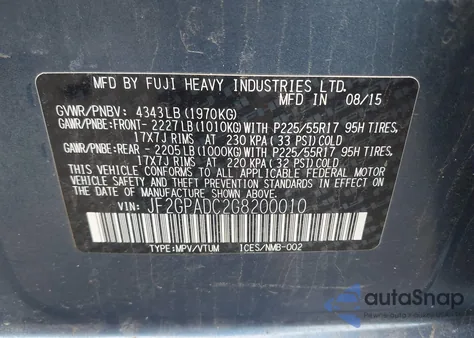 MFD BY FUJI HEAVY INDUSTRIES LTD. IN 08/15
GVWR/PNBV: 4343LB (1970KG)
GAWR/PNBE:FRONT- 2227LB (1010KG) WITH P225/55R17 95H TIRES,
17X7J RIMS AT 230 KPA (33 PSI) COLD
GAWR/PNBE:REAR - 2205LB (1000KG) WITH P225/55R17 95H TIRES,
17X7J RIMS AT 220 KPA (32 PSI) COLD
THIS VEHICLE CONFORMS TO ALL APPLICABLE
FEDERAL MOTOR VEHICLE SAFETY
STANDARDS IN EFFECT ON THE DATE OF
MANUFACTURE SHOWN ABOVE.
VIN: JF2GPADC2G8200010
TYPE:MPV/VTUM ICES/NMB-002
autoSnap
New, Profitable Auctions, Everyday